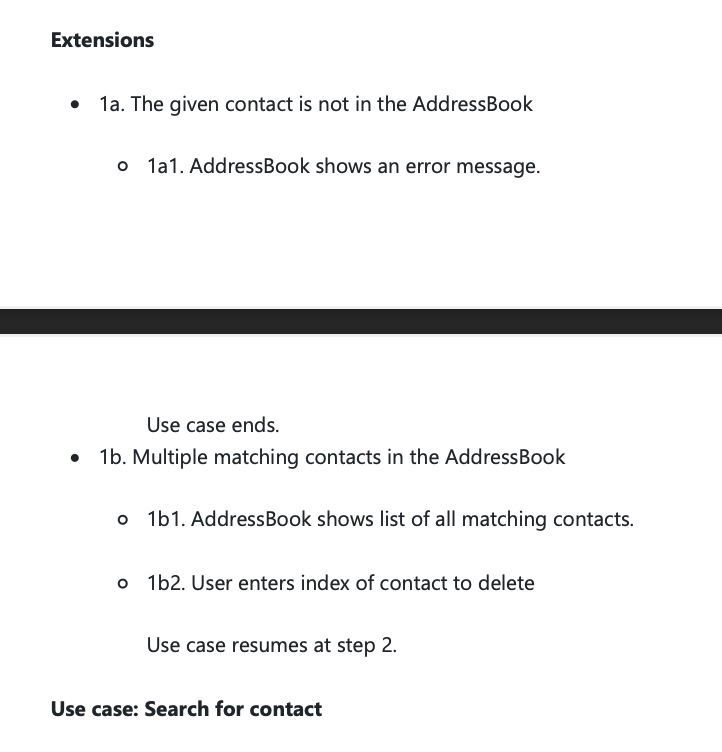 Extensions
• 1a. The given contact is not in the AddressBook
○ 1a1. AddressBook shows an error message.
Use case ends.
• 1b. Multiple matching contacts in the AddressBook
○ 1b1. AddressBook shows list of all matching contacts.
○ 1b2. User enters index of contact to delete
Use case resumes at step 2.
Use case: Search for contact